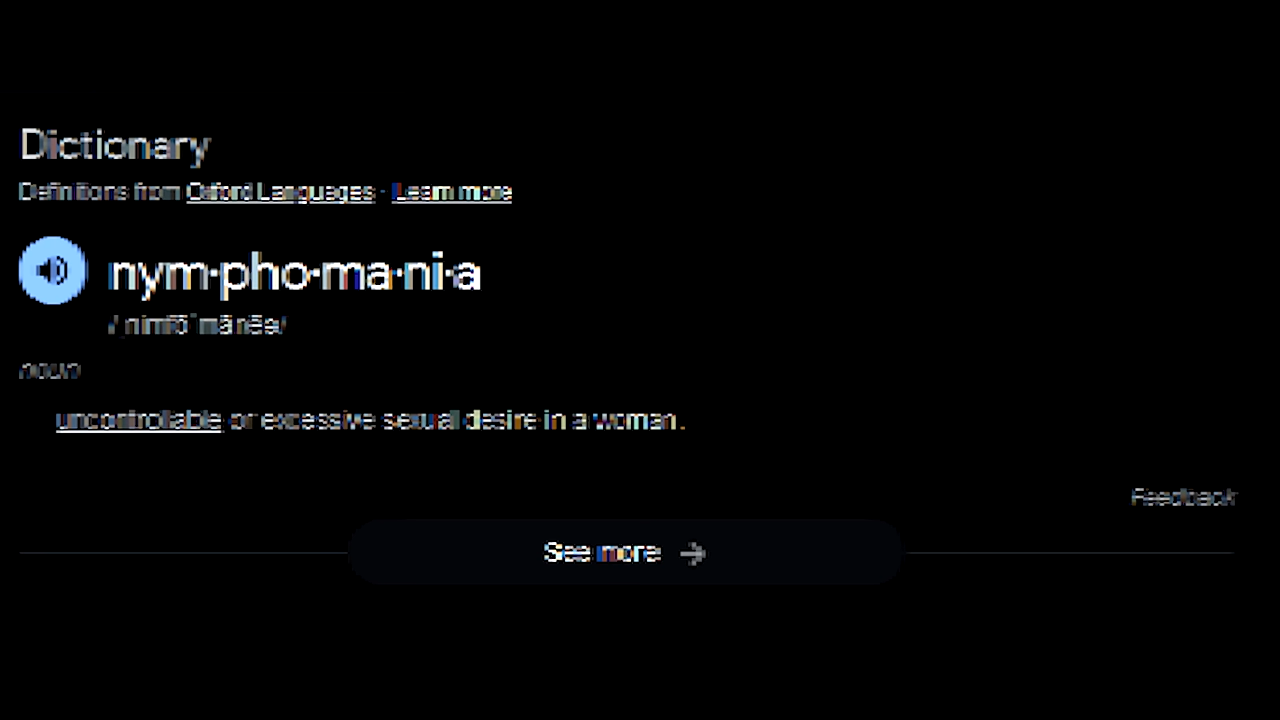 Dictionary
Definitions from Oxford Languages · Learn more
nym·pho·ma·ni·a
/ˌnimfōˈmānēə/
noun
uncontrollable or excessive sexual desire in a woman.
Feedback
See more →